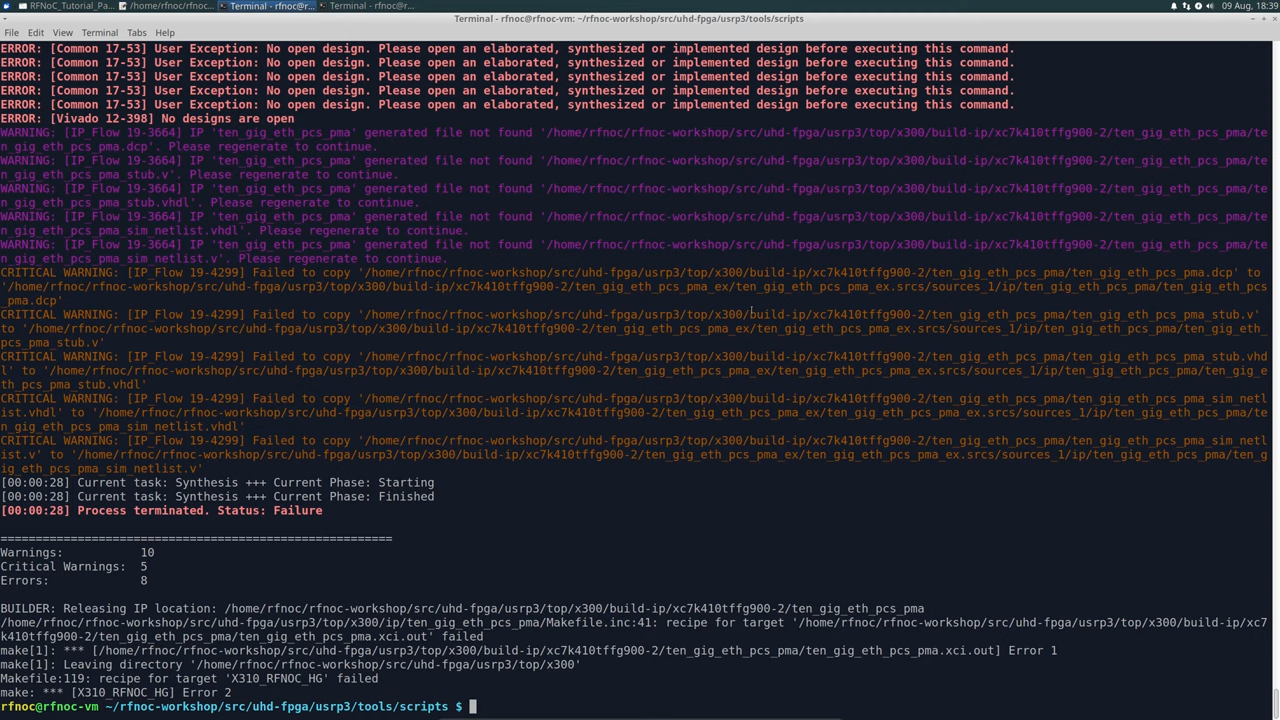 RFNoC_Tutorial_Pa... /home/rfnoc/rfnoc... Terminal - rfnoc@r... Terminal - rfnoc@r... 09 Aug, 18:39
Terminal - rfnoc@rfnoc-vm: ~/rfnoc-workshop/src/uhd-fpga/usrp3/tools/scripts
File Edit View Terminal Tabs Help
ERROR: [Common 17-53] User Exception: No open design. Please open an elaborated, synthesized or implemented design before executing this command.
ERROR: [Common 17-53] User Exception: No open design. Please open an elaborated, synthesized or implemented design before executing this command.
ERROR: [Common 17-53] User Exception: No open design. Please open an elaborated, synthesized or implemented design before executing this command.
ERROR: [Common 17-53] User Exception: No open design. Please open an elaborated, synthesized or implemented design before executing this command.
ERROR: [Common 17-53] User Exception: No open design. Please open an elaborated, synthesized or implemented design before executing this command.
ERROR: [Vivado 12-398] No designs are open
WARNING: [IP_Flow 19-3664] IP 'ten_gig_eth_pcs_pma' generated file not found '/home/rfnoc/rfnoc-workshop/src/uhd-fpga/usrp3/top/x300/build-ip/xc7k410tffg900-2/ten_gig_eth_pcs_pma/te
n_gig_eth_pcs_pma.dcp'. Please regenerate to continue.
WARNING: [IP_Flow 19-3664] IP 'ten_gig_eth_pcs_pma' generated file not found '/home/rfnoc/rfnoc-workshop/src/uhd-fpga/usrp3/top/x300/build-ip/xc7k410tffg900-2/ten_gig_eth_pcs_pma/te
n_gig_eth_pcs_pma_stub.v'. Please regenerate to continue.
WARNING: [IP_Flow 19-3664] IP 'ten_gig_eth_pcs_pma' generated file not found '/home/rfnoc/rfnoc-workshop/src/uhd-fpga/usrp3/top/x300/build-ip/xc7k410tffg900-2/ten_gig_eth_pcs_pma/te
n_gig_eth_pcs_pma_stub.vhdl'. Please regenerate to continue.
WARNING: [IP_Flow 19-3664] IP 'ten_gig_eth_pcs_pma' generated file not found '/home/rfnoc/rfnoc-workshop/src/uhd-fpga/usrp3/top/x300/build-ip/xc7k410tffg900-2/ten_gig_eth_pcs_pma/te
n_gig_eth_pcs_pma_sim_netlist.vhdl'. Please regenerate to continue.
WARNING: [IP_Flow 19-3664] IP 'ten_gig_eth_pcs_pma' generated file not found '/home/rfnoc/rfnoc-workshop/src/uhd-fpga/usrp3/top/x300/build-ip/xc7k410tffg900-2/ten_gig_eth_pcs_pma/te
n_gig_eth_pcs_pma_sim_netlist.v'. Please regenerate to continue.
CRITICAL WARNING: [IP_Flow 19-4299] Failed to copy '/home/rfnoc/rfnoc-workshop/src/uhd-fpga/usrp3/top/x300/build-ip/xc7k410tffg900-2/ten_gig_eth_pcs_pma/ten_gig_eth_pcs_pma.dcp' to
'/home/rfnoc/rfnoc-workshop/src/uhd-fpga/usrp3/top/x300/build-ip/xc7k410tffg900-2/ten_gig_eth_pcs_pma_ex/ten_gig_eth_pcs_pma_ex.srcs/sources_1/ip/ten_gig_eth_pcs_pma/ten_gig_eth_pcs
_pma.dcp'
CRITICAL WARNING: [IP_Flow 19-4299] Failed to copy '/home/rfnoc/rfnoc-workshop/src/uhd-fpga/usrp3/top/x300/build-ip/xc7k410tffg900-2/ten_gig_eth_pcs_pma/ten_gig_eth_pcs_pma_stub.v'
to '/home/rfnoc/rfnoc-workshop/src/uhd-fpga/usrp3/top/x300/build-ip/xc7k410tffg900-2/ten_gig_eth_pcs_pma_ex/ten_gig_eth_pcs_pma_ex.srcs/sources_1/ip/ten_gig_eth_pcs_pma/ten_gig_eth_
pcs_pma_stub.v'
CRITICAL WARNING: [IP_Flow 19-4299] Failed to copy '/home/rfnoc/rfnoc-workshop/src/uhd-fpga/usrp3/top/x300/build-ip/xc7k410tffg900-2/ten_gig_eth_pcs_pma/ten_gig_eth_pcs_pma_stub.vhd
l' to '/home/rfnoc/rfnoc-workshop/src/uhd-fpga/usrp3/top/x300/build-ip/xc7k410tffg900-2/ten_gig_eth_pcs_pma_ex/ten_gig_eth_pcs_pma_ex.srcs/sources_1/ip/ten_gig_eth_pcs_pma/ten_gig_e
th_pcs_pma_stub.vhdl'
CRITICAL WARNING: [IP_Flow 19-4299] Failed to copy '/home/rfnoc/rfnoc-workshop/src/uhd-fpga/usrp3/top/x300/build-ip/xc7k410tffg900-2/ten_gig_eth_pcs_pma/ten_gig_eth_pcs_pma_sim_netl
ist.vhdl' to '/home/rfnoc/rfnoc-workshop/src/uhd-fpga/usrp3/top/x300/build-ip/xc7k410tffg900-2/ten_gig_eth_pcs_pma_ex/ten_gig_eth_pcs_pma_ex.srcs/sources_1/ip/ten_gig_eth_pcs_pma/te
n_gig_eth_pcs_pma_sim_netlist.vhdl'
CRITICAL WARNING: [IP_Flow 19-4299] Failed to copy '/home/rfnoc/rfnoc-workshop/src/uhd-fpga/usrp3/top/x300/build-ip/xc7k410tffg900-2/ten_gig_eth_pcs_pma/ten_gig_eth_pcs_pma_sim_netl
ist.v' to '/home/rfnoc/rfnoc-workshop/src/uhd-fpga/usrp3/top/x300/build-ip/xc7k410tffg900-2/ten_gig_eth_pcs_pma_ex/ten_gig_eth_pcs_pma_ex.srcs/sources_1/ip/ten_gig_eth_pcs_pma/ten_g
ig_eth_pcs_pma_sim_netlist.v'
[00:00:28] Current task: Synthesis +++ Current Phase: Starting
[00:00:28] Current task: Synthesis +++ Current Phase: Finished
[00:00:28] Process terminated. Status: Failure
========================================================
Warnings: 10
Critical Warnings: 5
Errors: 8
BUILDER: Releasing IP location: /home/rfnoc/rfnoc-workshop/src/uhd-fpga/usrp3/top/x300/build-ip/xc7k410tffg900-2/ten_gig_eth_pcs_pma
/home/rfnoc/rfnoc-workshop/src/uhd-fpga/usrp3/top/x300/ip/ten_gig_eth_pcs_pma/Makefile.inc:41: recipe for target '/home/rfnoc/rfnoc-workshop/src/uhd-fpga/usrp3/top/x300/build-ip/xc7
k410tffg900-2/ten_gig_eth_pcs_pma/ten_gig_eth_pcs_pma.xci.out' failed
make[1]: *** [/home/rfnoc/rfnoc-workshop/src/uhd-fpga/usrp3/top/x300/build-ip/xc7k410tffg900-2/ten_gig_eth_pcs_pma/ten_gig_eth_pcs_pma.xci.out] Error 1
make[1]: Leaving directory '/home/rfnoc/rfnoc-workshop/src/uhd-fpga/usrp3/top/x300'
Makefile:119: recipe for target 'X310_RFNOC_HG' failed
make: *** [X310_RFNOC_HG] Error 2
rfnoc@rfnoc-vm ~/rfnoc-workshop/src/uhd-fpga/usrp3/tools/scripts $